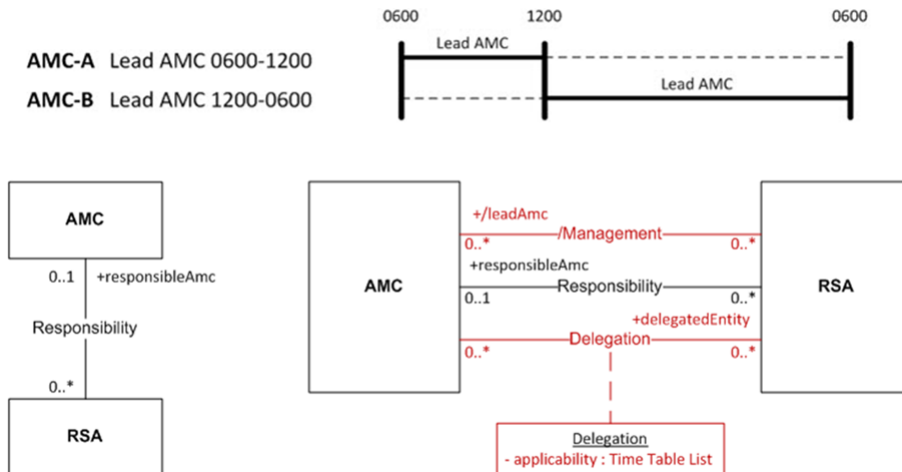 0600 1200 0600
Lead AMC
AMC-A Lead AMC 0600-1200
AMC-B Lead AMC 1200-0600
Lead AMC
AMC
0..1 +responsibleAmc
Responsibility
0..*
RSA
AMC
RSA
+/leadAmc
0..* /Management 0..*
+responsibleAmc
0..1 Responsibility 0..*
+delegatedEntity
0..* Delegation 0..*
Delegation
- applicability : Time Table List